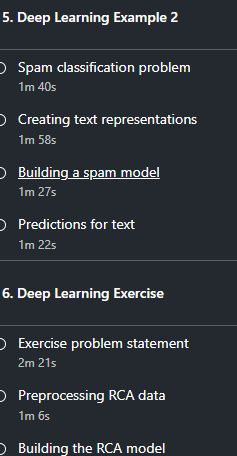 5. Deep Learning Example 2
Spam classification problem
1m 40s
Creating text representations
1m 58s
Building a spam model
1m 27s
Predictions for text
1m 22s
6. Deep Learning Exercise
Exercise problem statement
2m 21s
Preprocessing RCA data
1m 6s
Building the RCA model